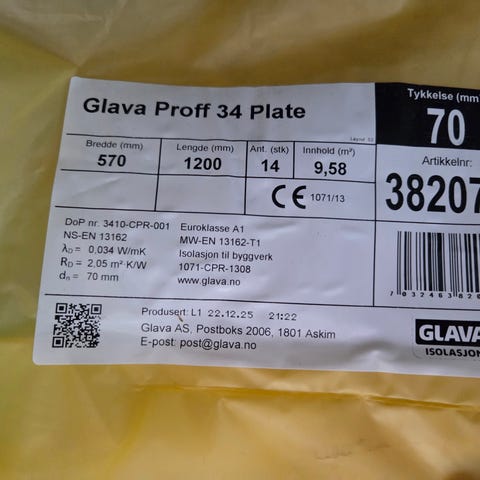 Glava Proff 34 Plate
Tykkelse (mm)
70
Bredde (mm)
570
Lengde (mm)
1200
Ant. (stk)
14
Innhold (m²)
9,58
Artikkelnr:
38207
CE 1071/13
DoP nr. 3410-CPR-001
NS-EN 13162
λD = 0,034 W/mK
RD = 2,05 m² K/W
dn = 70 mm
Euroklasse A1
MW-EN 13162-T1
Isolasjon til byggverk
1071-CPR-1308
www.glava.no
7 032463 820
Produsert: L1 22.12.25 21:22
Glava AS, Postboks 2006, 1801 Askim
E-post: post@glava.no
GLAVA
ISOLASJON